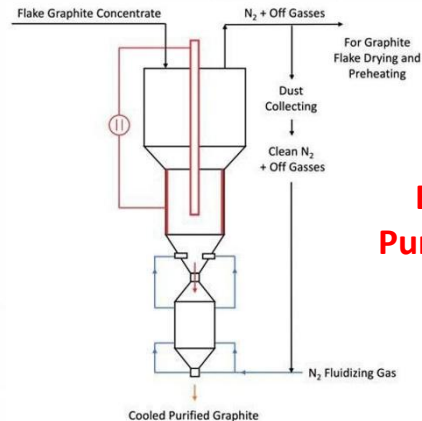 Flake Graphite Concentrate
N₂ + Off Gasses
For Graphite
Flake Drying and
Preheating
Dust
Collecting
Clean N₂
+ Off Gasses
N₂ Fluidizing Gas
Cooled Purified Graphite